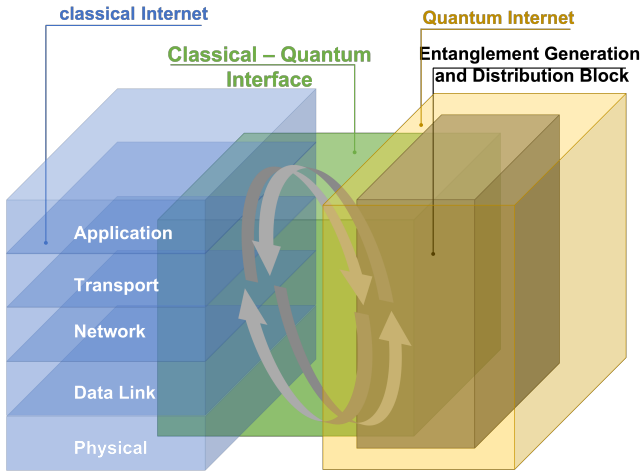 classical Internet
Quantum Internet
Classical – Quantum
Interface
Entanglement Generation
and Distribution Block
Application
Transport
Network
Data Link
Physical